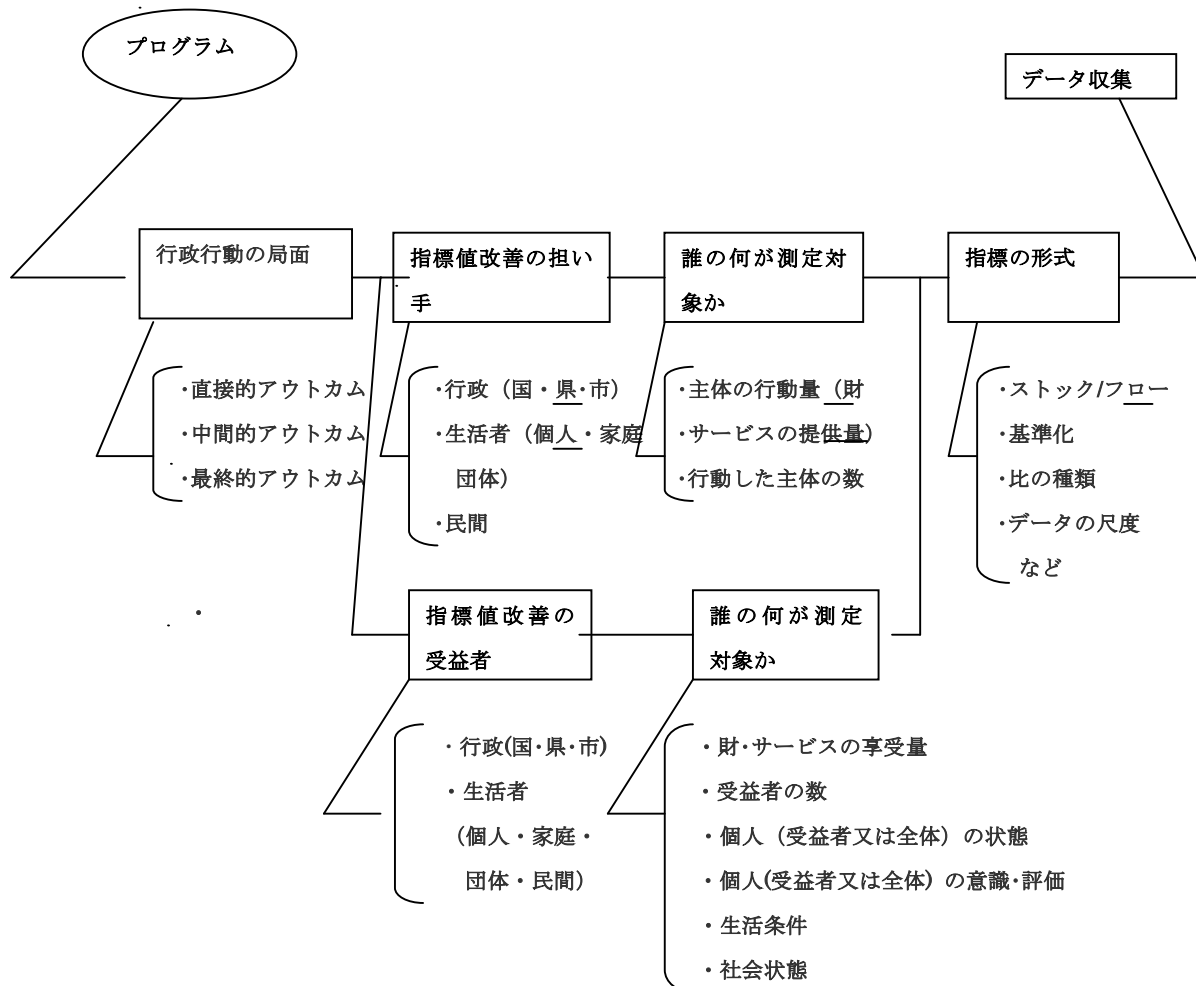 プログラム
データ収集
行政行動の局面
指標値改善の担い
手
誰の何が測定対
象か
指標の形式
・直接的アウトカム
・中間的アウトカム
・最終的アウトカム
・行政（国・県・市）
・生活者（個人・家庭
団体）
・民間
・主体の行動量（財
・サービスの提供量）
・行動した主体の数
・ストック/フロー
・基準化
・比の種類
・データの尺度
など
指標値改善の
受益者
誰の何が測定
対象か
・行政(国・県・市)
・生活者
（個人・家庭・
団体・民間）
・財・サービスの享受量
・受益者の数
・個人（受益者又は全体）の状態
・個人(受益者又は全体) の意識・評価
・生活条件
・社会状態